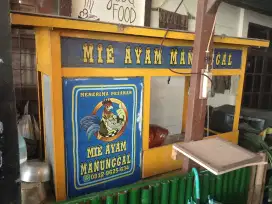 FOOD
MIE AYAM MANUNGGAL
MENERIMA PESANAN
MIE AYAM
MANUNGGAL